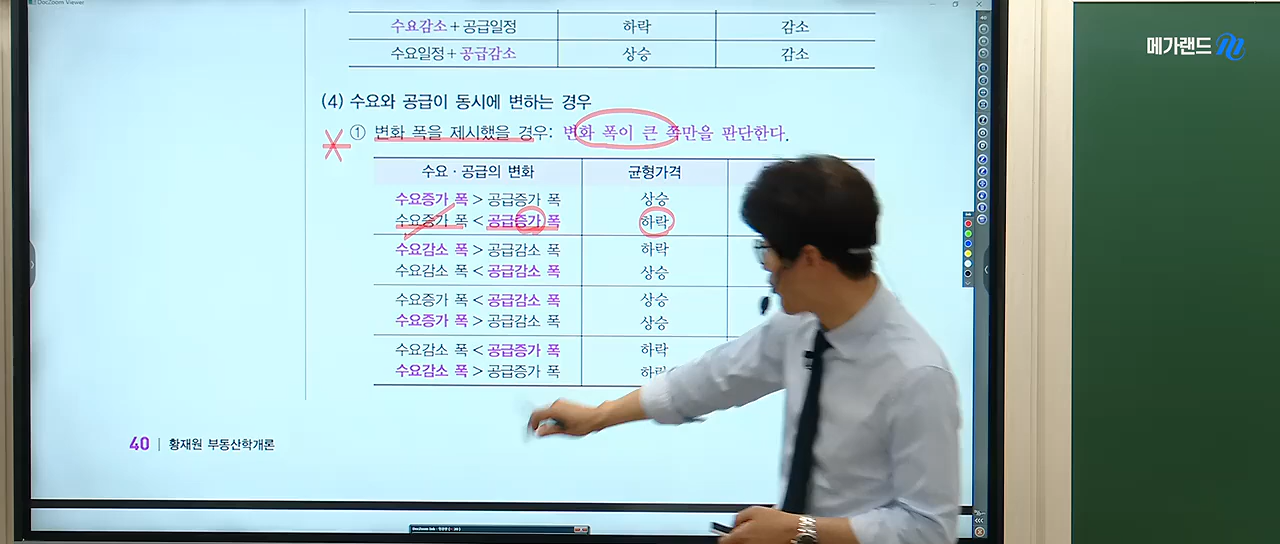 DocZoom Viewer
메가랜드
수요감소 + 공급일정 하락 감소
수요일정 + 공급감소 상승 감소
(4) 수요와 공급이 동시에 변하는 경우
① 변화 폭을 제시했을 경우: 변화 폭이 큰 쪽만을 판단한다.
수요·공급의 변화 균형가격
수요증가 폭 > 공급증가 폭 상승
수요증가 폭 < 공급증가 폭 하락
수요감소 폭 > 공급감소 폭 하락
수요감소 폭 < 공급감소 폭 상승
수요증가 폭 < 공급감소 폭 상승
수요증가 폭 > 공급감소 폭 상승
수요감소 폭 < 공급증가 폭 하락
수요감소 폭 > 공급증가 폭 하락
40 | 황재원 부동산학개론